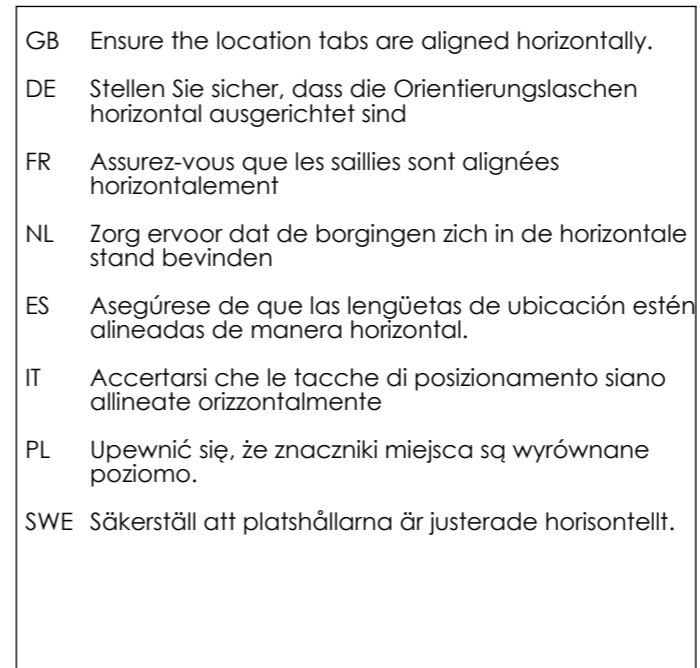 GB Ensure the location tabs are aligned horizontally.
DE Stellen Sie sicher, dass die Orientierungslaschen
horizontal ausgerichtet sind
FR Assurez-vous que les saillies sont alignées
horizontalement
NL Zorg ervoor dat de borgingen zich in de horizontale
stand bevinden
ES Asegúrese de que las lengüetas de ubicación estén
alineadas de manera horizontal.
IT Accertarsi che le tacche di posizionamento siano
allineate orizzontalmente
PL Upewnić się, że znaczniki miejsca są wyrównane
poziomo.
SWE Säkerställ att platshållarna är justerade horisontellt.